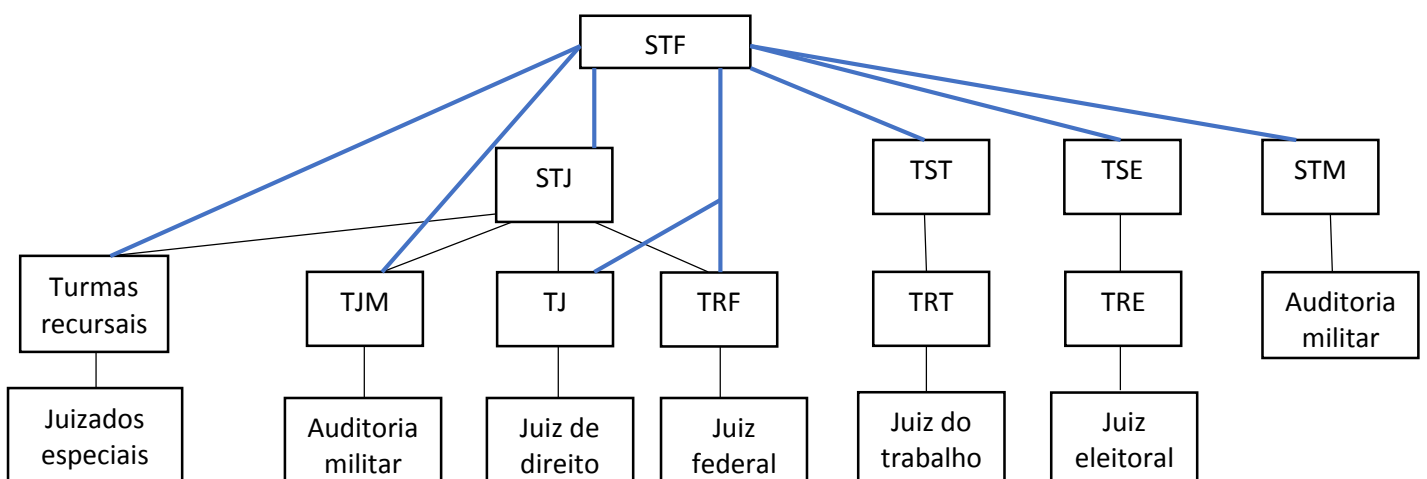 STF
STJ
TST
TSE
STM
Turmas
recursais
TJM
TJ
TRF
TRT
TRE
Auditoria
militar
Juizados
especiais
Auditoria
militar
Juiz de
direito
Juiz
federal
Juiz do
trabalho
Juiz
eleitoral